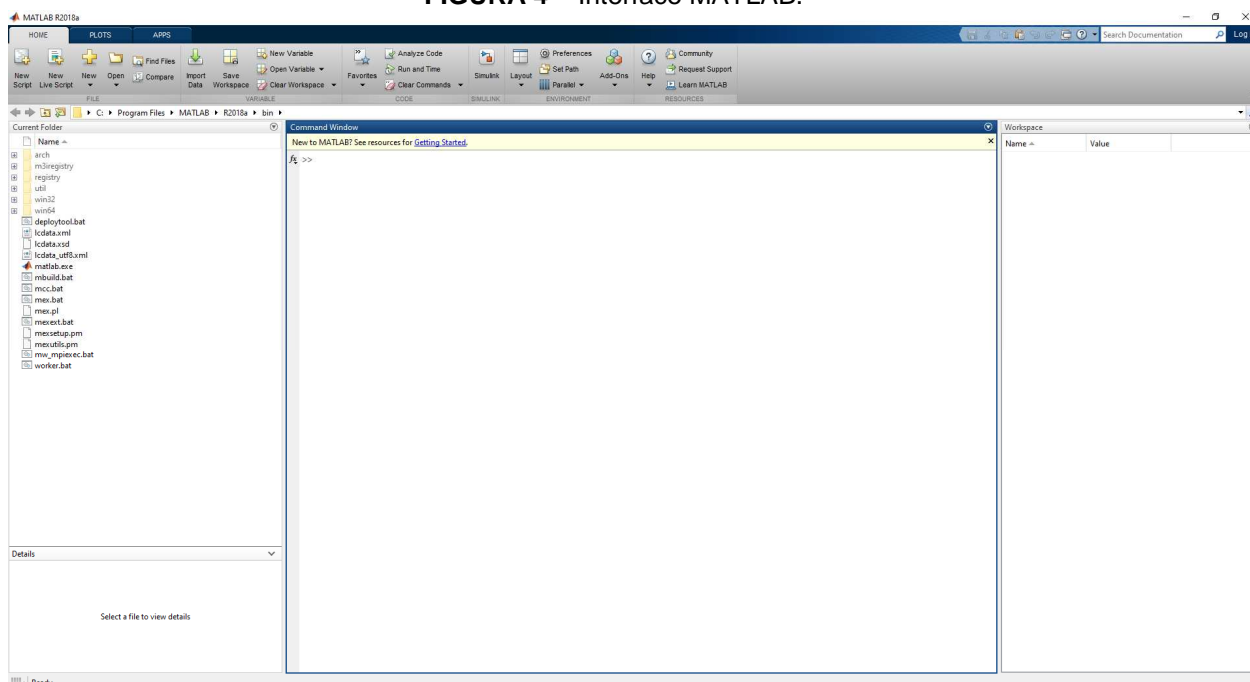 FIGURA 4 – Interface MATLAB.
MATLAB R2018a
HOME PLOTS APPS
Search Documentation Log
New Script
New Live Script
New
Open
Find Files
Compare
Import Data
Save Workspace
New Variable
Open Variable
Clear Workspace
Favorites
Analyze Code
Run and Time
Clear Commands
Simulink
Layout
Preferences
Set Path
Parallel
Add-Ons
Help
Community
Request Support
Learn MATLAB
FILE VARIABLE CODE SIMULINK ENVIRONMENT RESOURCES
C: Program Files MATLAB R2018a bin
Current Folder
Name
arch
m3iregistry
registry
util
win32
win64
deploytool.bat
lcdata.xml
lcdata.xsd
lcdata_utf8.xml
matlab.exe
mbuild.bat
mcc.bat
mex.bat
mex.pl
mexext.bat
mexsetup.pm
mexutils.pm
mw_mpiexec.bat
worker.bat
Details
Select a file to view details
Command Window
New to MATLAB? See resources for Getting Started.
fx >>
Workspace
Name Value